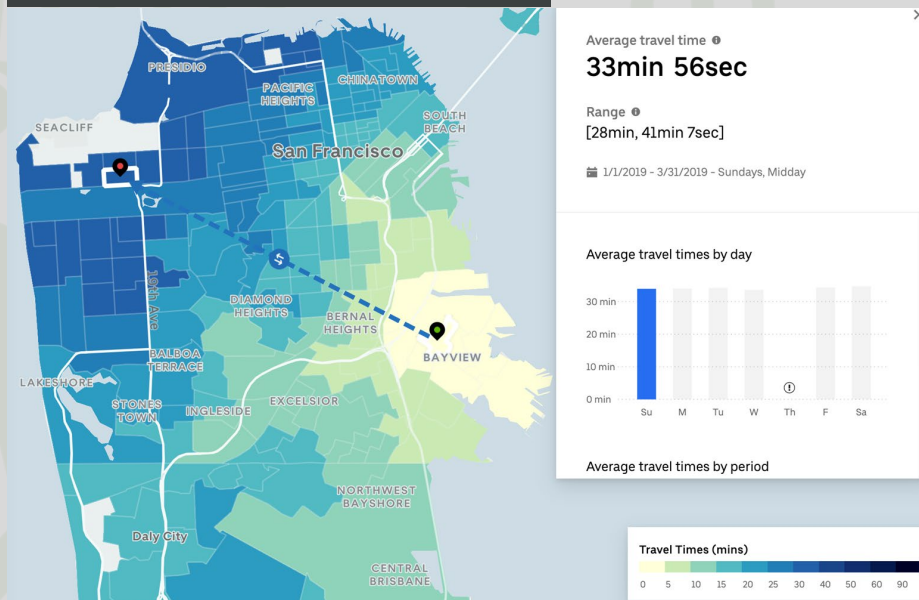 PRESIDIO
PACIFIC
HEIGHTS
CHINATOWN
SEACLIFF
SOUTH
BEACH
San Francisco
19th Ave
DIAMOND
HEIGHTS
BERNAL
HEIGHTS
BAYVIEW
BALBOA
TERRACE
LAKESHORE
STONES
TOWN
INGLESIDE
EXCELSIOR
NORTHWEST
BAYSHORE
Daly City
CENTRAL
BRISBANE
Average travel time
33min 56sec
Range
[28min, 41min 7sec]
1/1/2019 - 3/31/2019 - Sundays, Midday
Average travel times by day
30 min
20 min
10 min
0 min
Su M Tu W Th F Sa
Average travel times by period
Travel Times (mins)
0 5 10 15 20 25 30 40 50 60 90